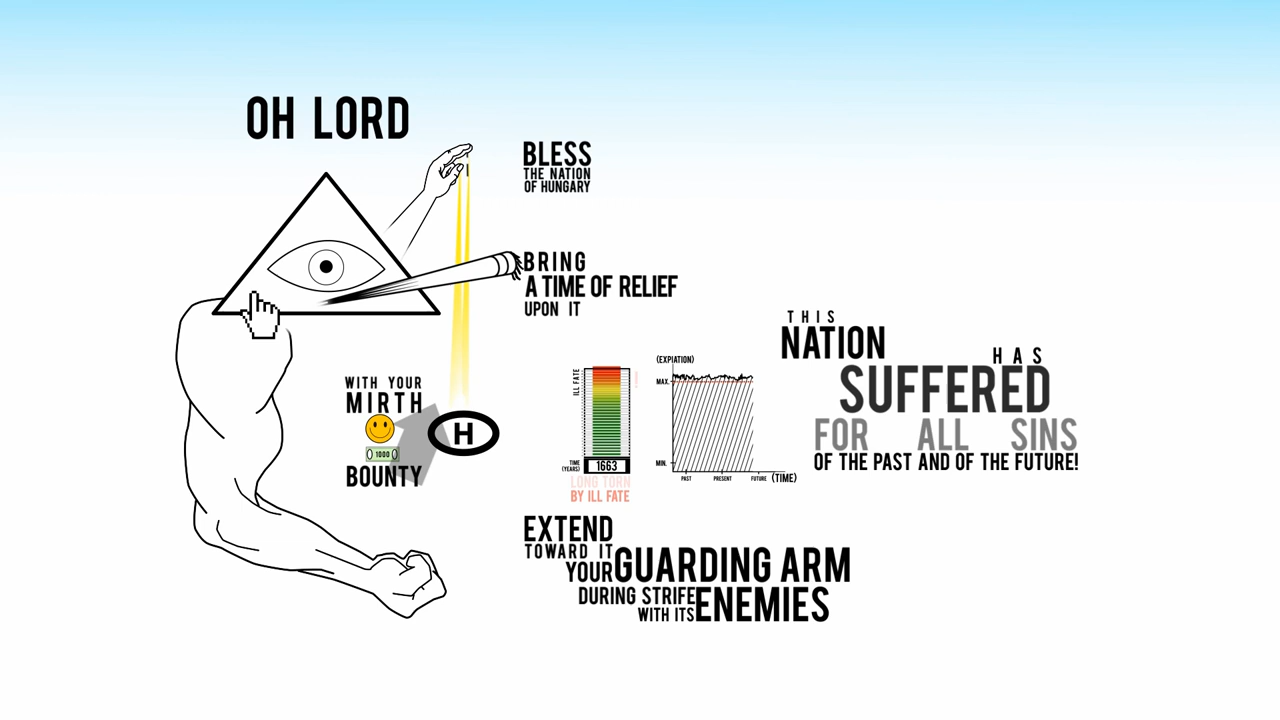 OH LORD
BLESS
THE NATION
OF HUNGARY
BRING
A TIME OF RELIEF
UPON IT
WITH YOUR
MIRTH
1000
BOUNTY
H
ILL FATE
TIME
(YEARS)
1663
LONG TORN
BY ILL FATE
(EXPIATION)
MAX.
MIN.
PAST PRESENT FUTURE (TIME)
THIS
NATION
HAS
SUFFERED
FOR ALL SINS
OF THE PAST AND OF THE FUTURE!
EXTEND
TOWARD IT
YOUR GUARDING ARM
DURING STRIFE
WITH ITS ENEMIES